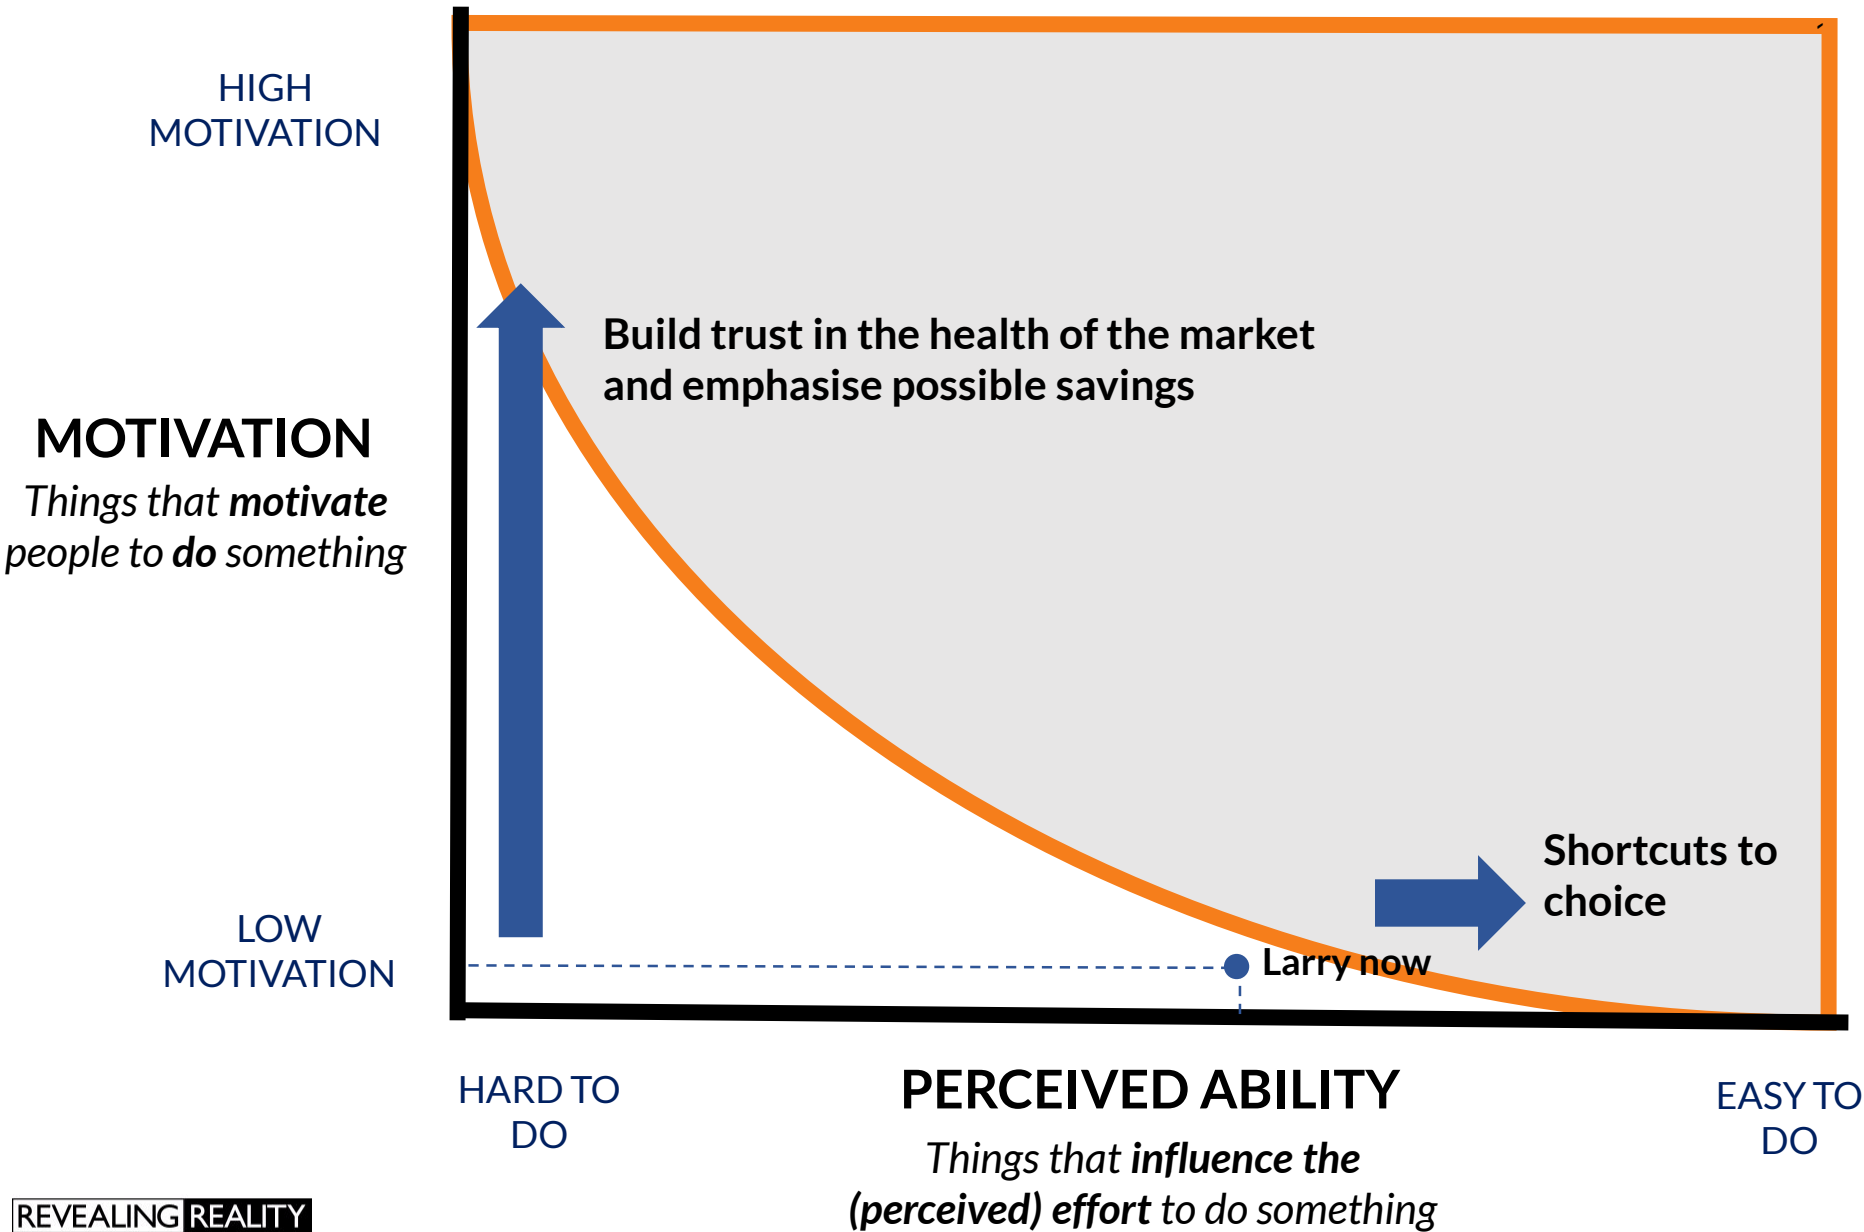 HIGH
MOTIVATION
Build trust in the health of the market
and emphasise possible savings
MOTIVATION
Things that motivate
people to do something
Shortcuts to
choice
LOW
MOTIVATION
Larry now
HARD TO
DO
PERCEIVED ABILITY
Things that influence the
(perceived) effort to do something
EASY TO
DO
REVEALING REALITY